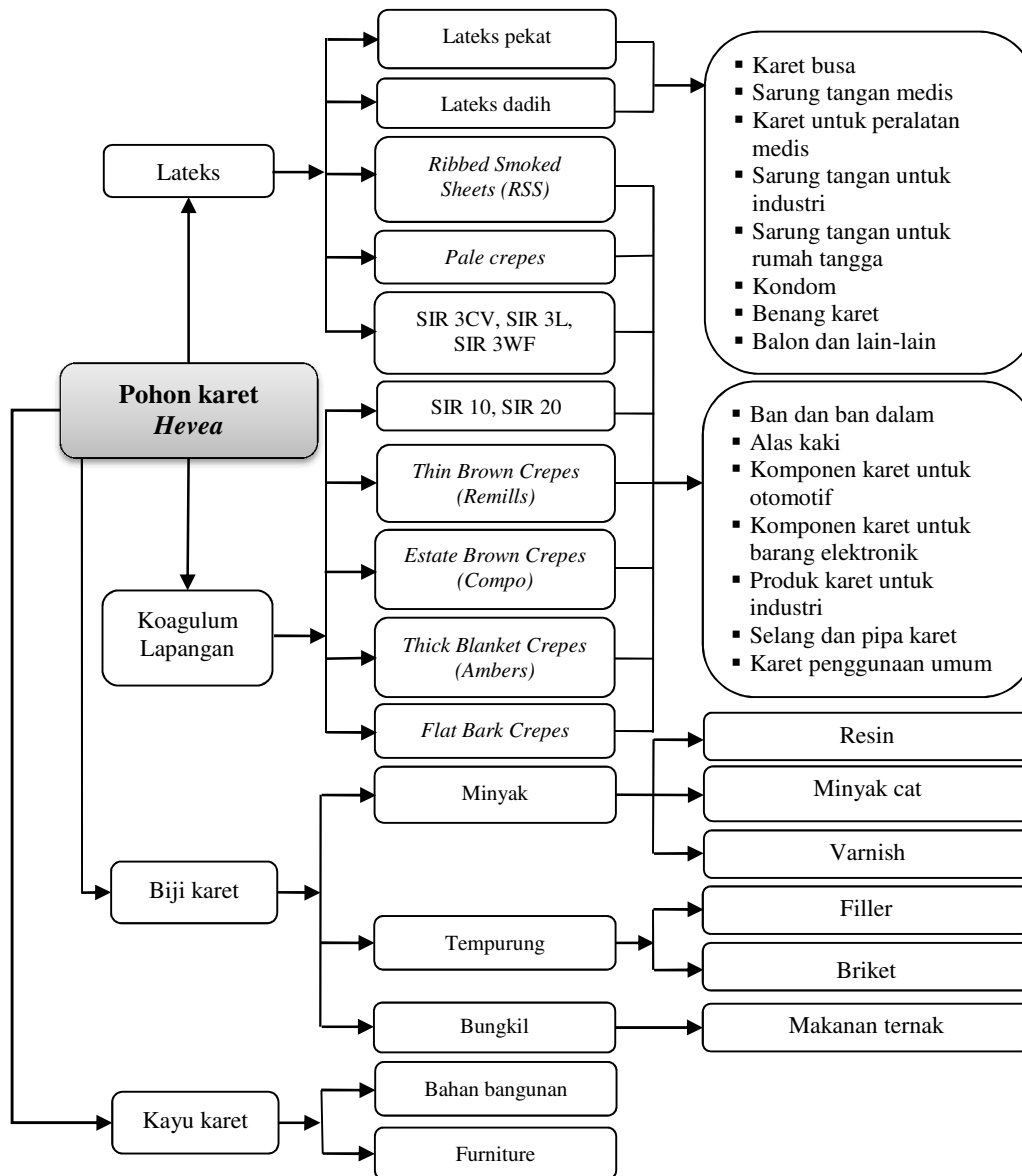 Lateks pekat
Lateks dadih
Ribbed Smoked
Sheets (RSS)
Pale crepes
SIR 3CV, SIR 3L,
SIR 3WF
Lateks
▪ Karet busa
▪ Sarung tangan medis
▪ Karet untuk peralatan
medis
▪ Sarung tangan untuk
industri
▪ Sarung tangan untuk
rumah tangga
▪ Kondom
▪ Benang karet
▪ Balon dan lain-lain
Pohon karet
Hevea
SIR 10, SIR 20
Thin Brown Crepes
(Remills)
Estate Brown Crepes
(Compo)
Thick Blanket Crepes
(Ambers)
Flat Bark Crepes
Koagulum
Lapangan
▪ Ban dan ban dalam
▪ Alas kaki
▪ Komponen karet untuk
otomotif
▪ Komponen karet untuk
barang elektronik
▪ Produk karet untuk
industri
▪ Selang dan pipa karet
▪ Karet penggunaan umum
Biji karet
Minyak
Resin
Minyak cat
Varnish
Tempurung
Filler
Briket
Bungkil
Makanan ternak
Kayu karet
Bahan bangunan
Furniture